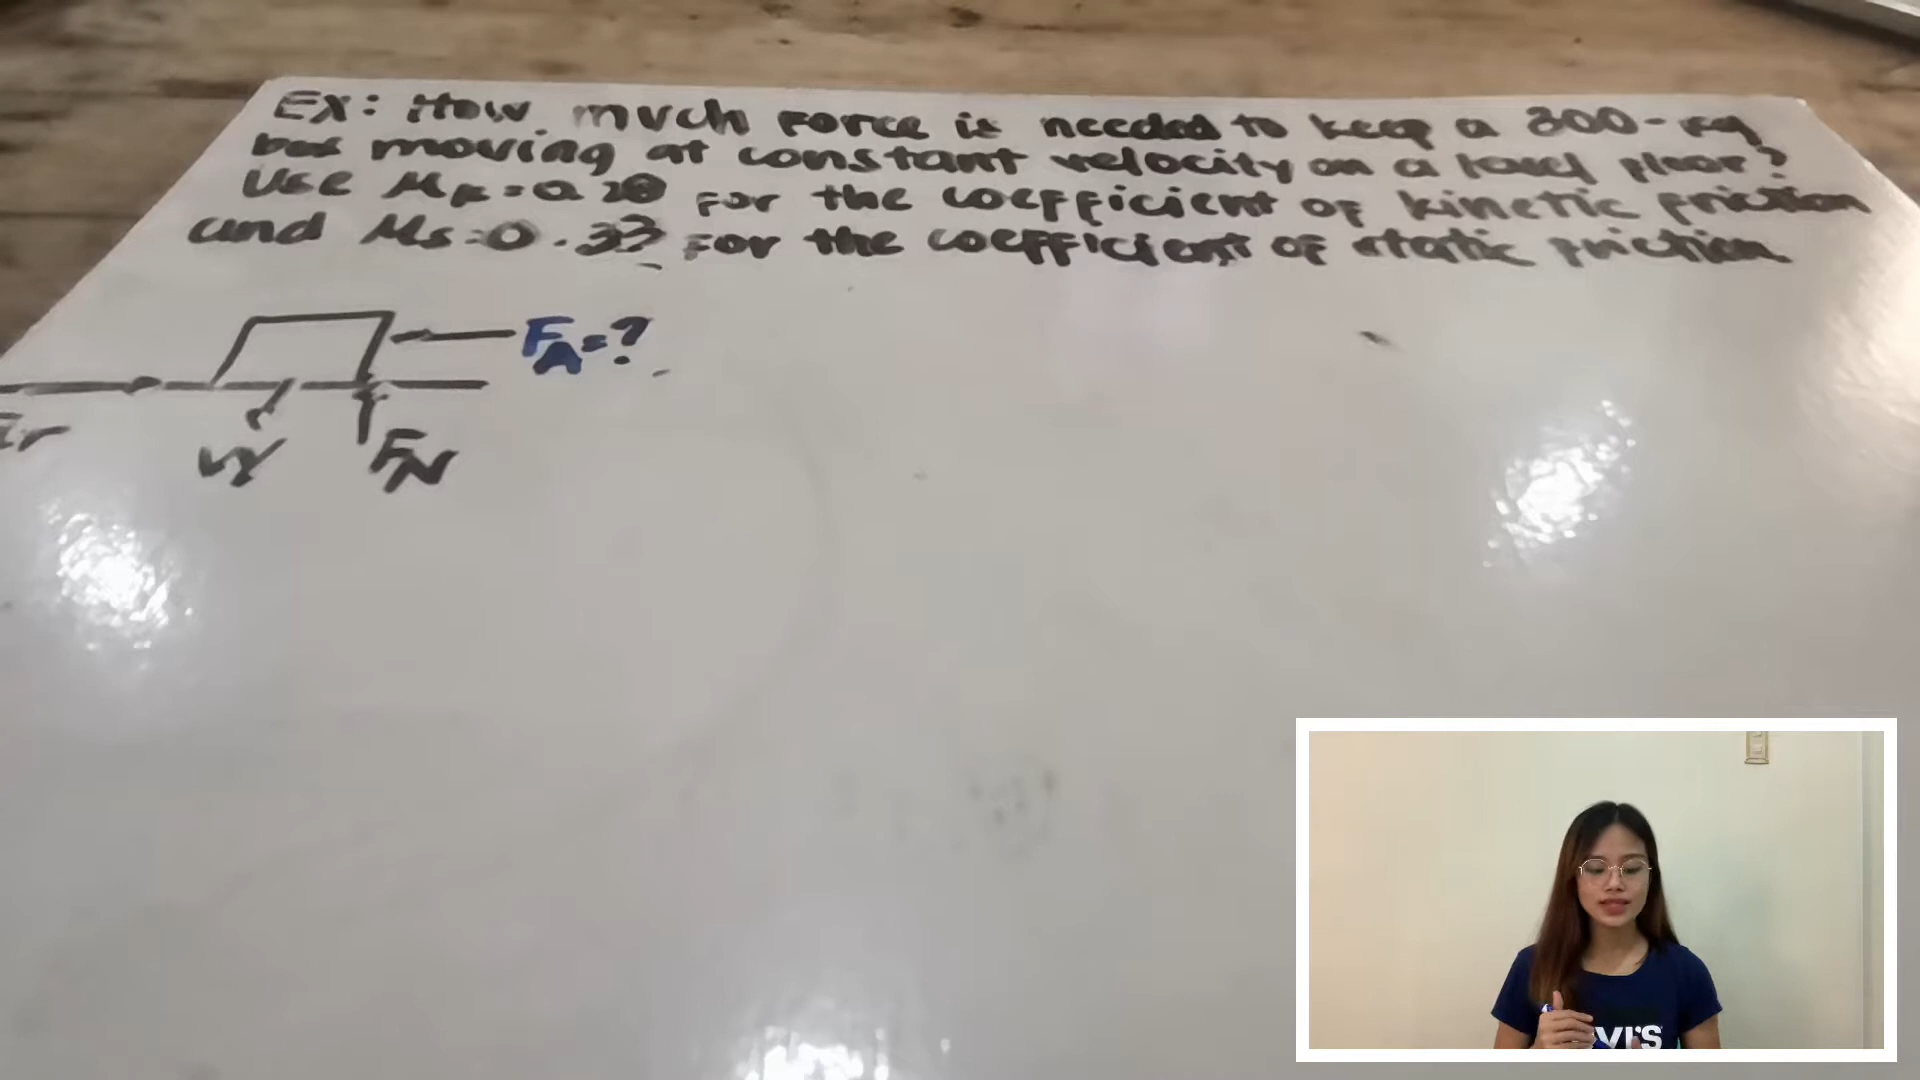 Ex: How much force is needed to keep a 300-kg
box moving at constant velocity on a level floor?
Use μk=0.20 for the coefficient of kinetic friction
and μs=0.33 for the coefficient of static friction
FA=?
W
FN
VI'S